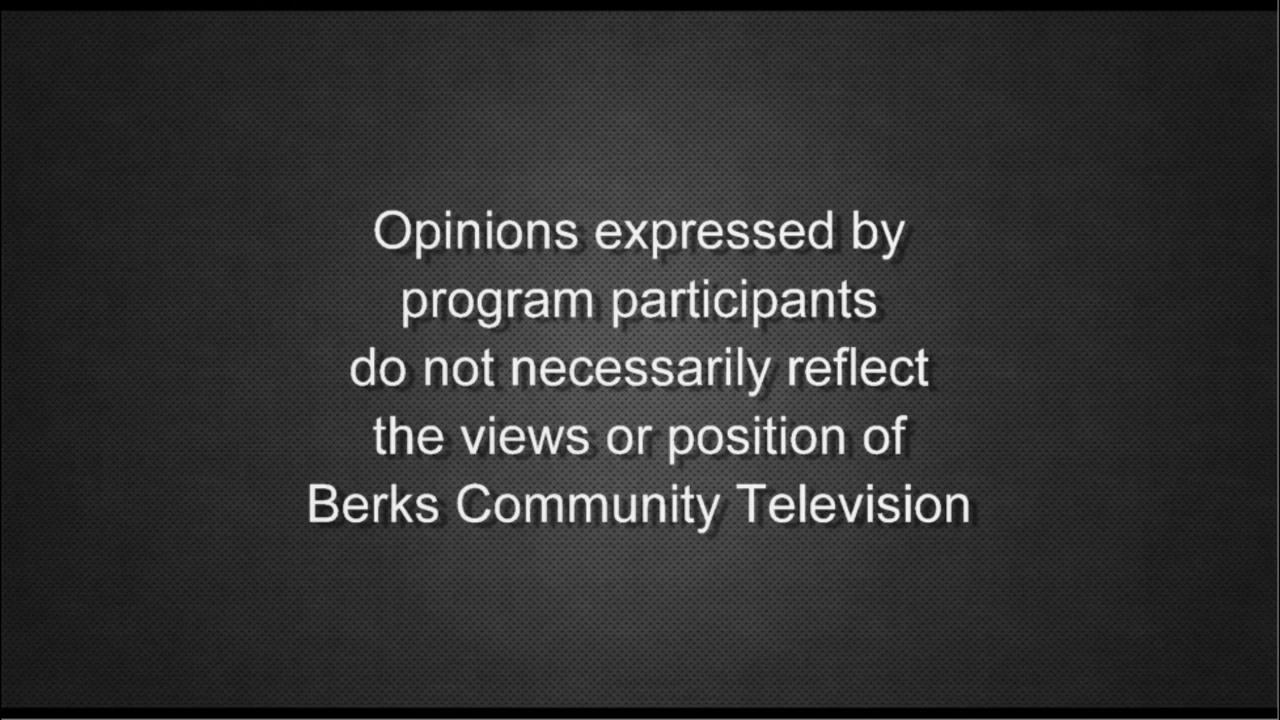 Opinions expressed by
program participants
do not necessarily reflect
the views or position of
Berks Community Television